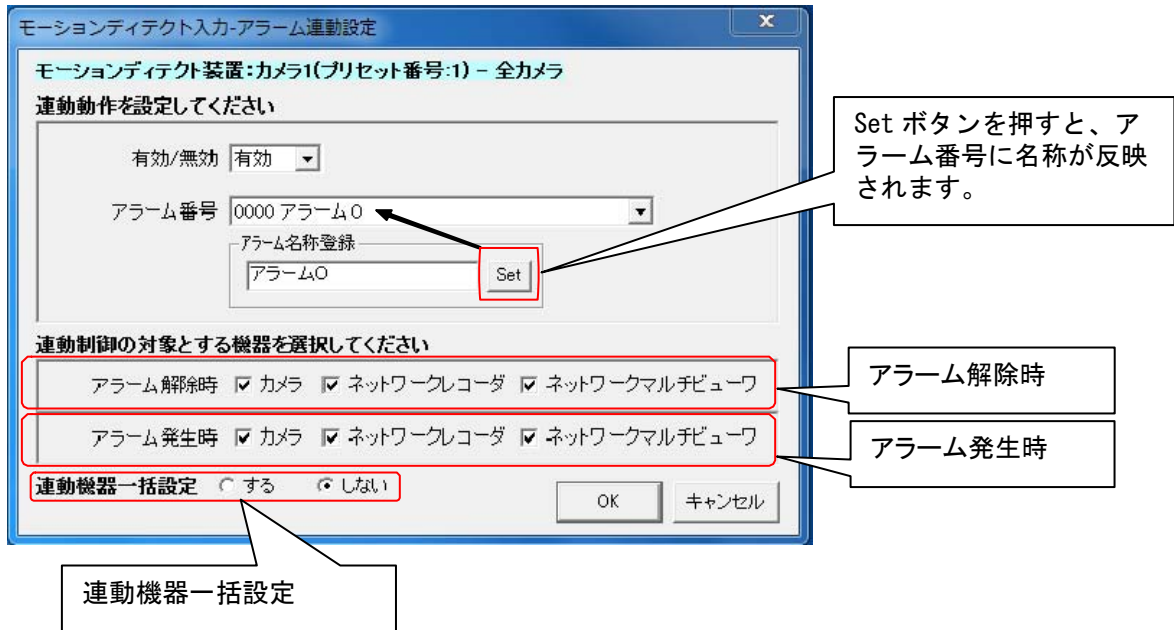 モーションディテクト入力-アラーム連動設定
モーションディテクト装置:カメラ1(プリセット番号:1) - 全カメラ
連動動作を設定してください
有効/無効 有効
アラーム番号 0000 アラーム0
アラーム名称登録
アラーム0 Set
Set ボタンを押すと、ア
ラーム番号に名称が反映
されます。
連動制御の対象とする機器を選択してください
アラーム解除時 カメラ ネットワークレコーダ ネットワークマルチビューワ
アラーム解除時
アラーム発生時 カメラ ネットワークレコーダ ネットワークマルチビューワ
アラーム発生時
連動機器一括設定 する しない
OK キャンセル
連動機器一括設定